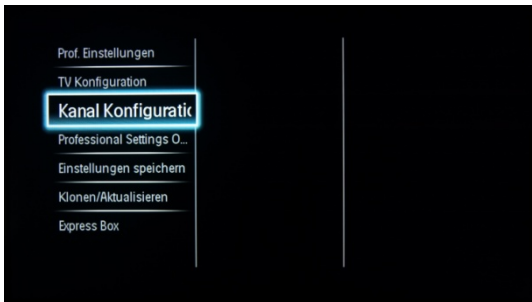 Prof. Einstellungen
TV Konfiguration
Kanal Konfiguratic
Professional Settings O...
Einstellungen speichern
Klonen/Aktualisieren
Express Box